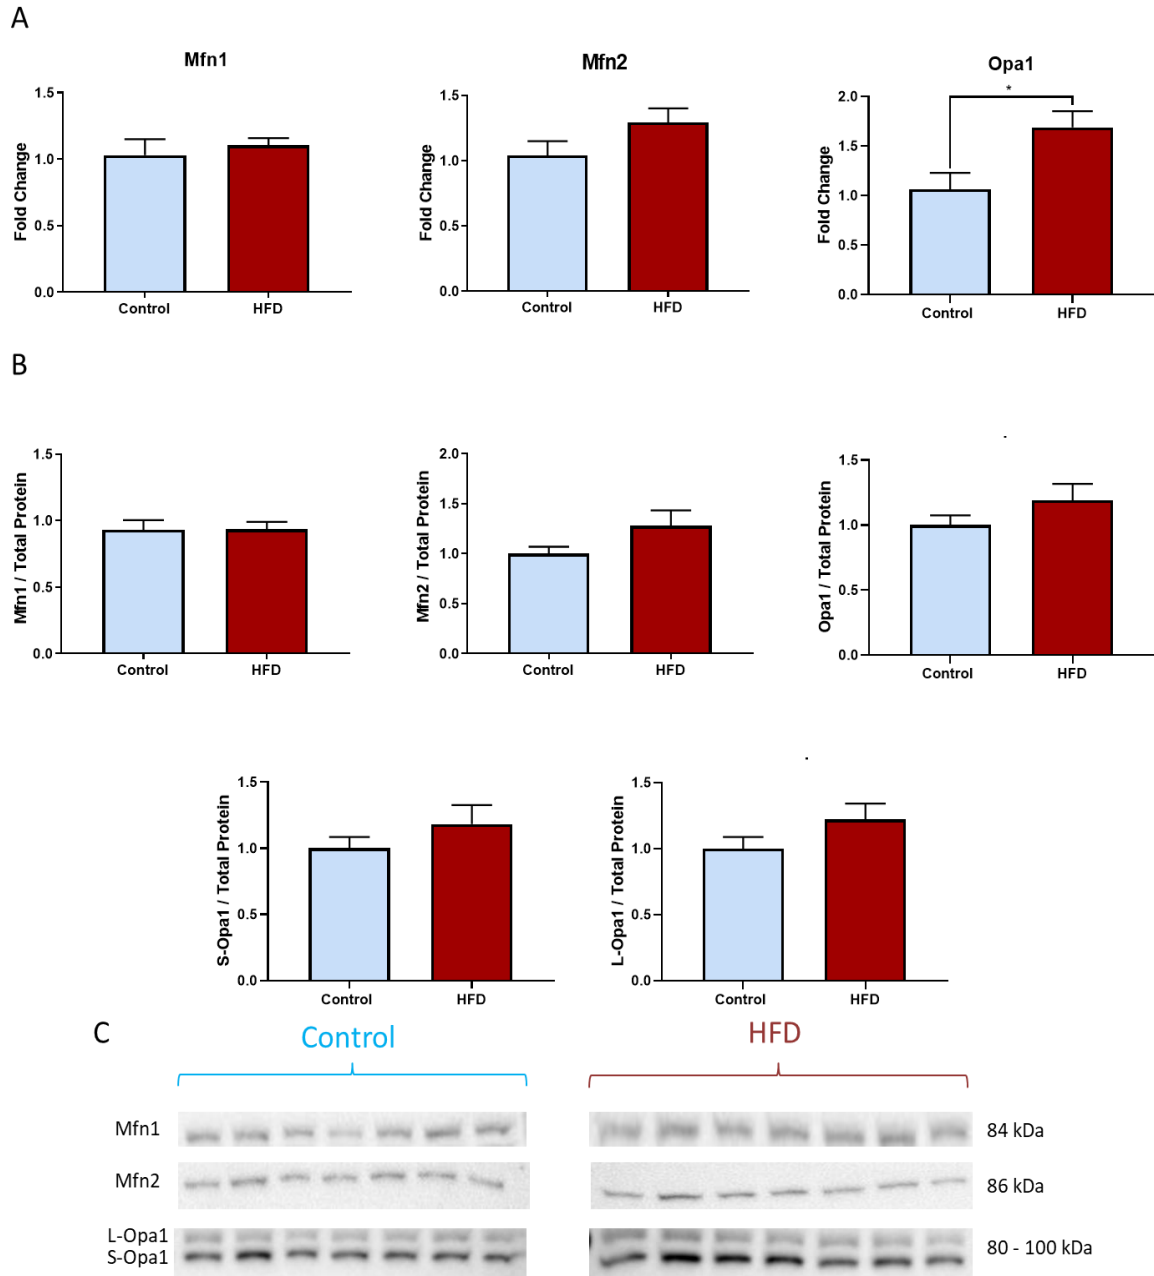 A
Mfn1
Mfn2
Opa1
Fold Change
1.5
1.0
0.5
0.0
Control
HFD
Fold Change
1.5
1.0
0.5
0.0
Control
HFD
Fold Change
2.0
1.5
1.0
0.5
0.0
*
Control
HFD
B
Mfn1 / Total Protein
1.5
1.0
0.5
0.0
Control
HFD
Mfn2 / Total Protein
2.0
1.5
1.0
0.5
0.0
Control
HFD
Opa1 / Total Protein
1.5
1.0
0.5
0.0
Control
HFD
S-Opa1 / Total Protein
1.5
1.0
0.5
0.0
Control
HFD
L-Opa1 / Total Protein
1.5
1.0
0.5
0.0
Control
HFD
C
Control
HFD
Mfn1
84 kDa
Mfn2
86 kDa
L-Opa1
S-Opa1
80 - 100 kDa